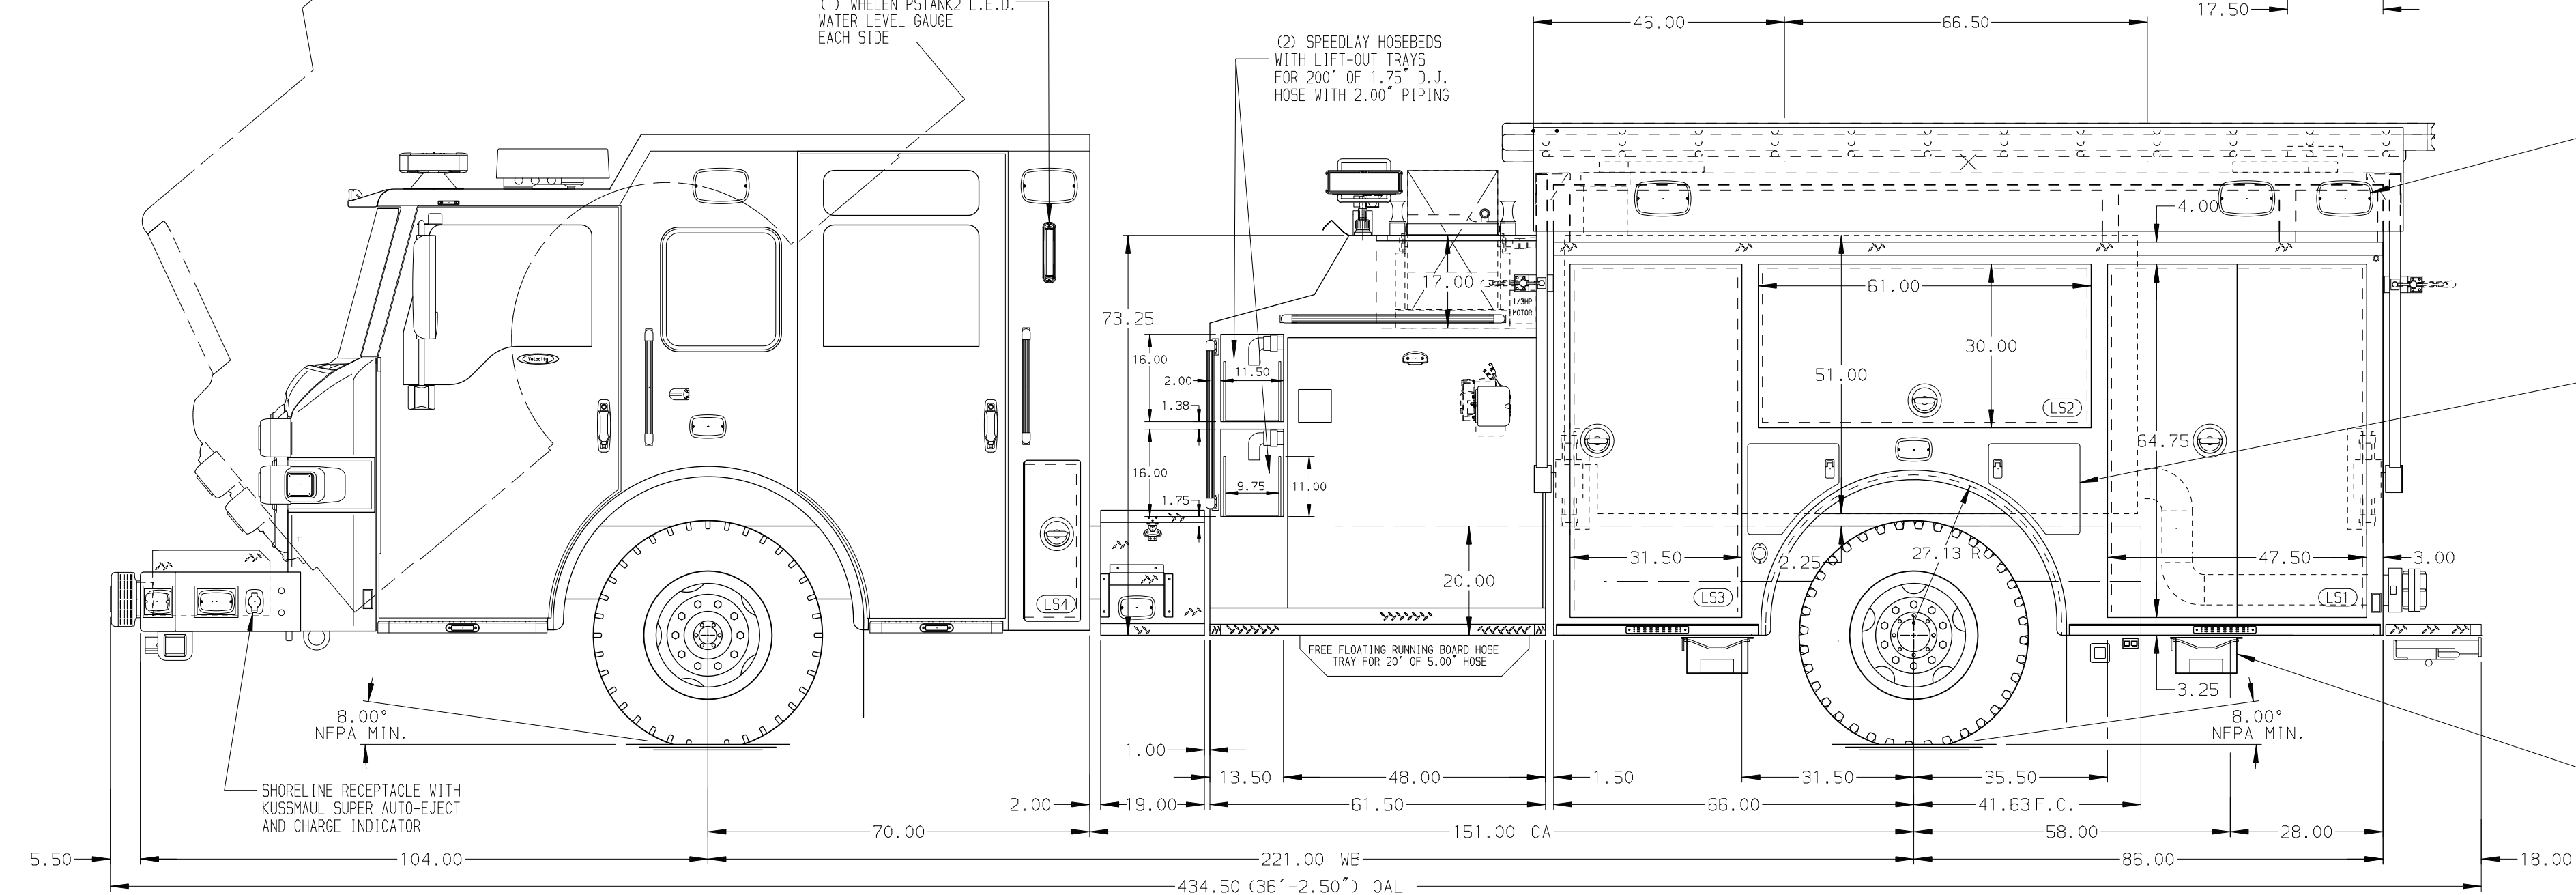 (1) WHELEN PSTANK2 L.E.D.
WATER LEVEL GAUGE
EACH SIDE
(2) SPEEDLAY HOSEBEDS
WITH LIFT-OUT TRAYS
FOR 200' OF 1.75" D.J.
HOSE WITH 2.00" PIPING
46.00
66.50
17.50
4.00
17.00
1/3HP
MOTOR
61.00
73.25
30.00
Velocity
16.00
11.50
2.00
51.00
1.38
LS2
64.75
16.00
9.75
11.00
1.75
27.13 R
31.50
2.25
47.50
3.00
20.00
LS4
LS3
LS1
FREE FLOATING RUNNING BOARD HOSE
TRAY FOR 20' OF 5.00" HOSE
3.25
8.00°
NFPA MIN.
8.00°
NFPA MIN.
1.00
13.50
48.00
1.50
31.50
35.50
SHORELINE RECEPTACLE WITH
KUSSMAUL SUPER AUTO-EJECT
AND CHARGE INDICATOR
2.00
19.00
61.50
66.00
41.63 F.C.
70.00
151.00 CA
58.00
28.00
5.50
104.00
221.00 WB
86.00
18.00
434.50 (36'-2.50") OAL